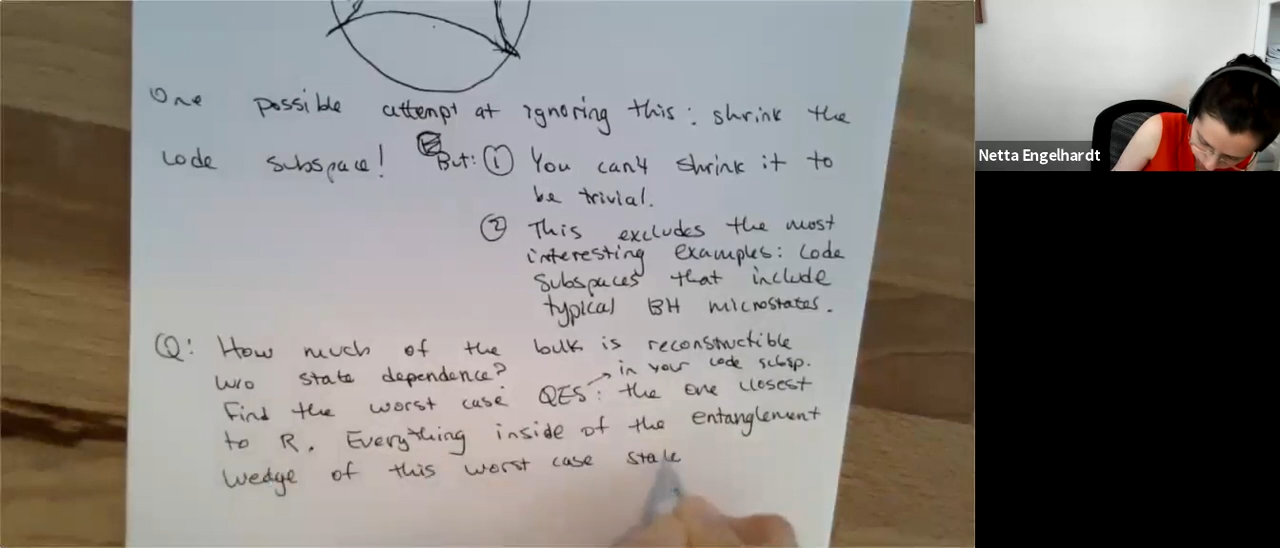 One possible attempt at ignoring this: shrink the
code subspace! But: ① You can't shrink it to
be trivial.
② This excludes the most
interesting examples: code
subspaces that include
typical BH microstates.
Q: How much of the bulk is reconstructible
w/o state dependence?
in your code subsp.
Find the worst case QES: the one closest
to R. Everything inside of the entanglement
wedge of this worst case state
Netta Engelhardt